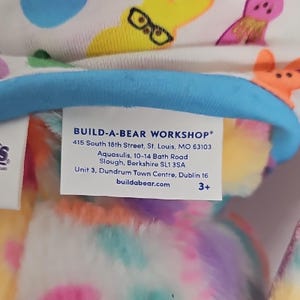 BUILD-A-BEAR WORKSHOP®
415 South 18th Street, St. Louis, MO 63103
Aquasulis, 10-14 Bath Road
Slough, Berkshire SL1 3SA
Unit 3, Dundrum Town Centre, Dublin 16
buildabear.com
3+